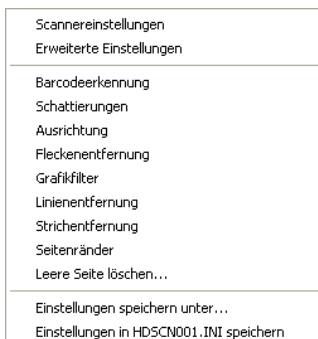 Scannereinstellungen
Erweiterte Einstellungen
Barcodeerkennung
Schattierungen
Ausrichtung
Fleckenentfernung
Grafikfilter
Linienentfernung
Strichentfernung
Seitenränder
Leere Seite löschen...
Einstellungen speichern unter...
Einstellungen in HDSCN001.INI speichern